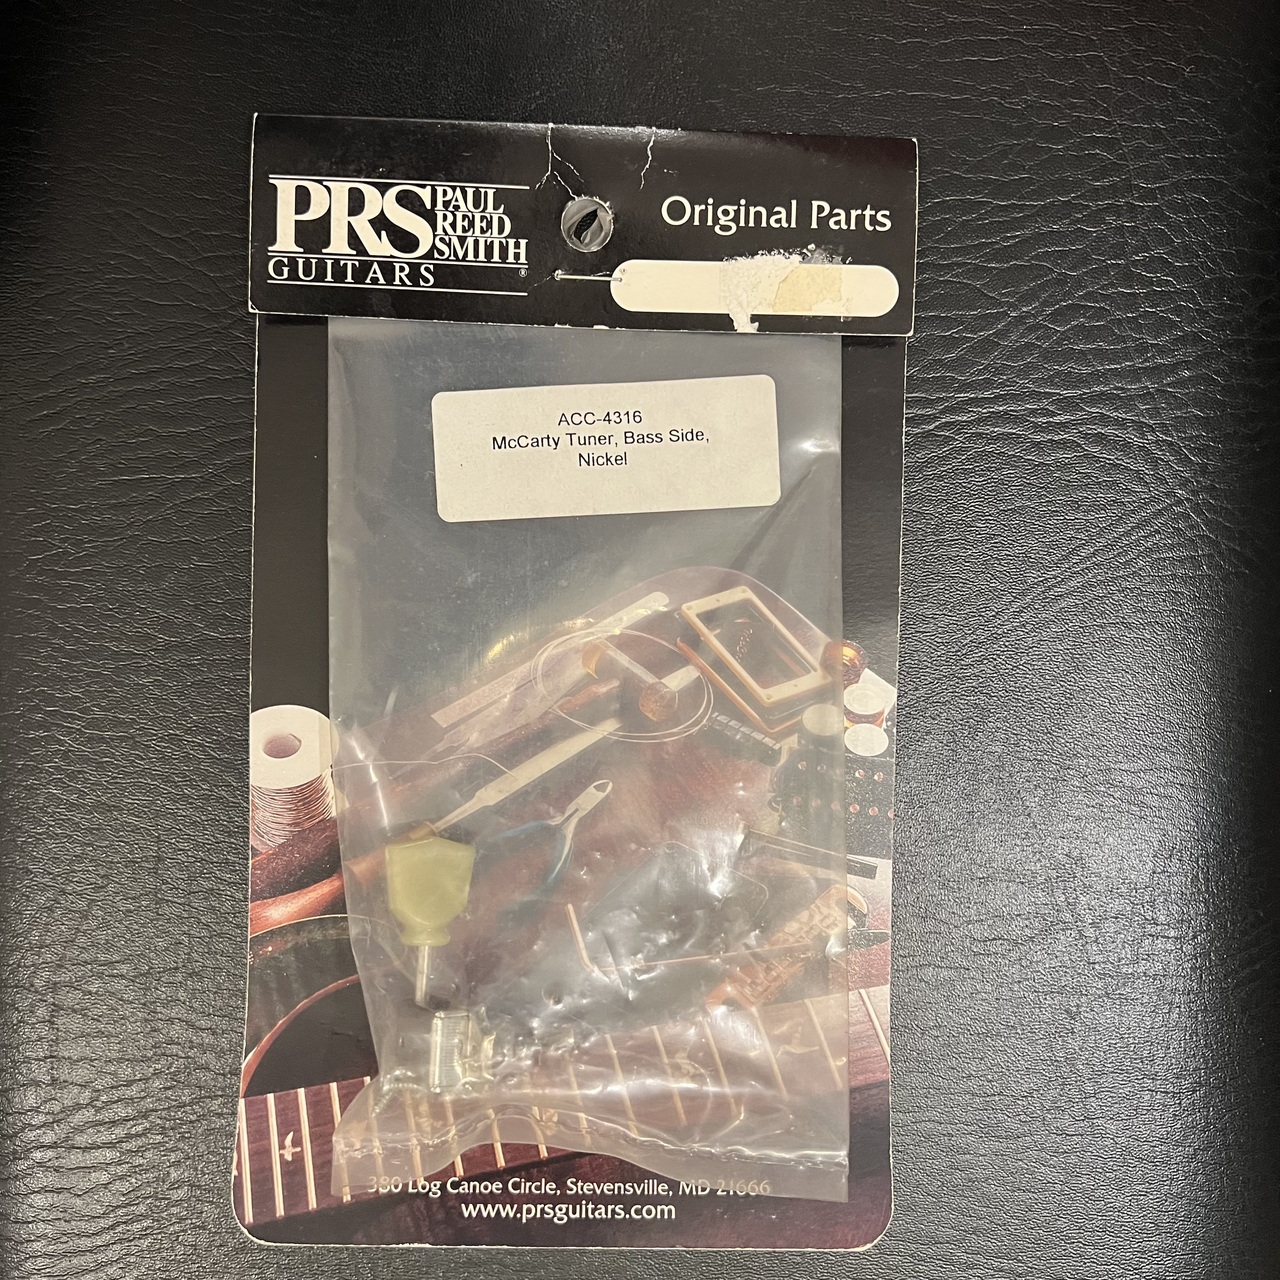 PRS PAUL
REED
SMITH
GUITARS ®
Original Parts
ACC-4316
McCarty Tuner, Bass Side,
Nickel
380 Log Canoe Circle, Stevensville, MD 21666
www.prsguitars.com